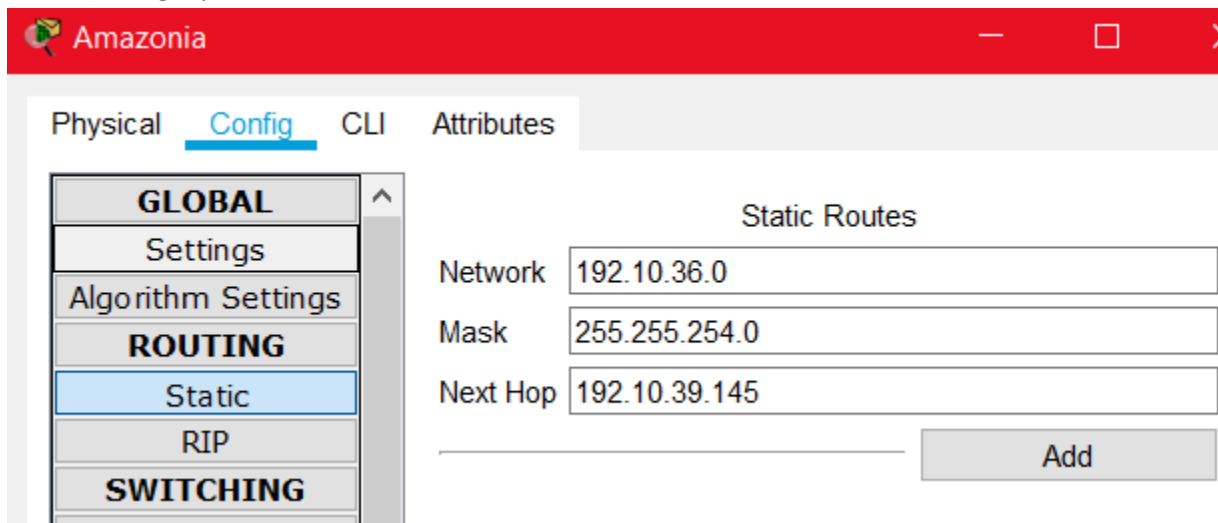 Amazonia
Physical Config CLI Attributes
GLOBAL
Settings
Algorithm Settings
ROUTING
Static
RIP
SWITCHING
Static Routes
Network 192.10.36.0
Mask 255.255.254.0
Next Hop 192.10.39.145
Add